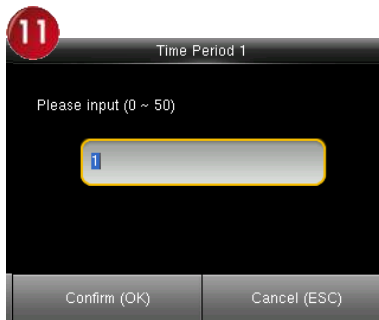 11
Time Period 1
Please input (0 ~ 50)
1
Confirm (OK)
Cancel (ESC)